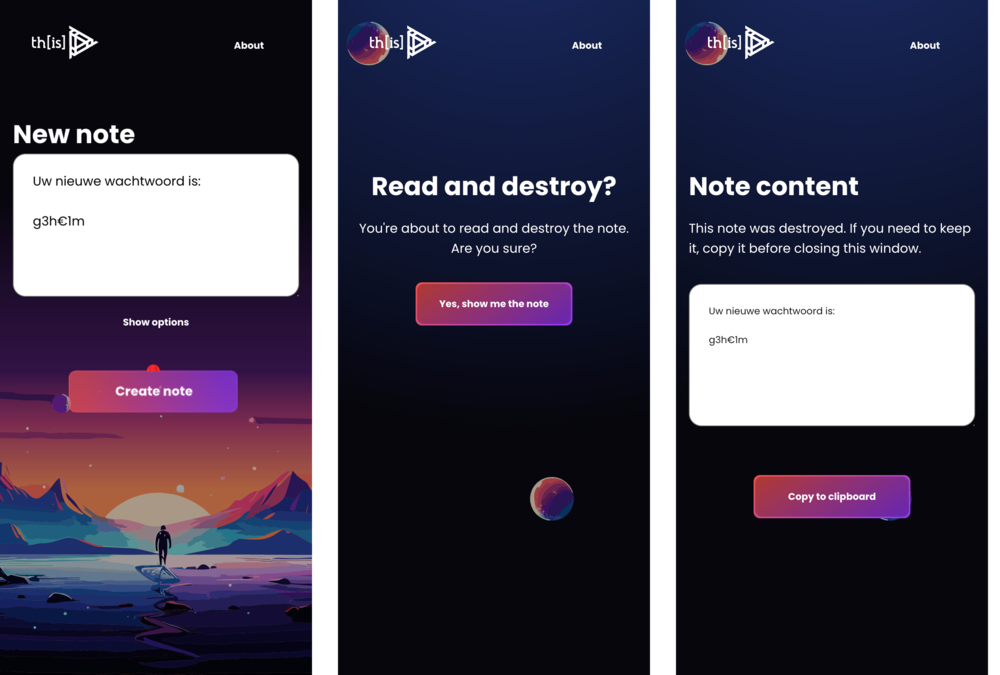 th[is]
About
New note
Uw nieuwe wachtwoord is:
g3h€1m
Show options
Create note
th[is]
About
Read and destroy?
You're about to read and destroy the note.
Are you sure?
Yes, show me the note
th[is]
About
Note content
This note was destroyed. If you need to keep
it, copy it before closing this window.
Uw nieuwe wachtwoord is:
g3h€1m
Copy to clipboard